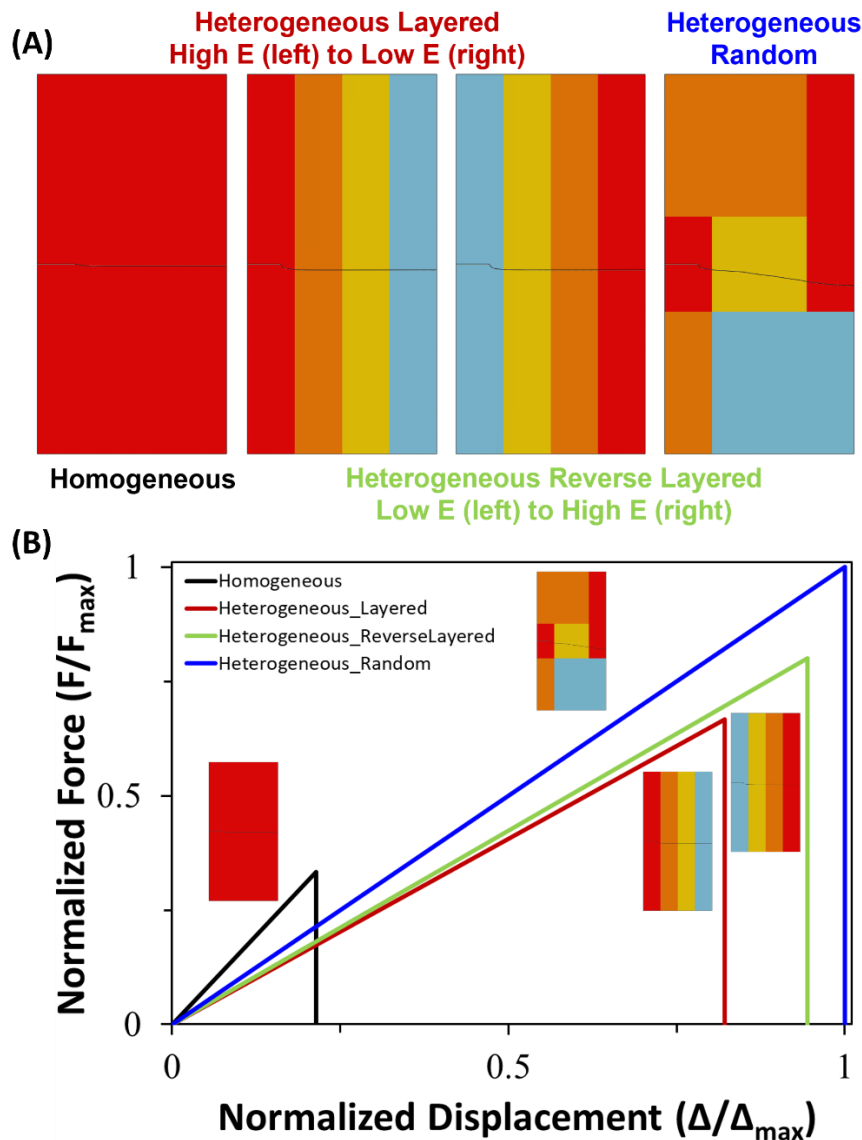 (A)
Heterogeneous Layered
High E (left) to Low E (right)
Heterogeneous
Random
Homogeneous
Heterogeneous Reverse Layered
Low E (left) to High E (right)
(B)
Normalized Force (F/Fmax)
1
0.5
0
Homogeneous
Heterogeneous_Layered
Heterogeneous_ReverseLayered
Heterogeneous_Random
0
0.5
1
Normalized Displacement (Δ/Δmax)